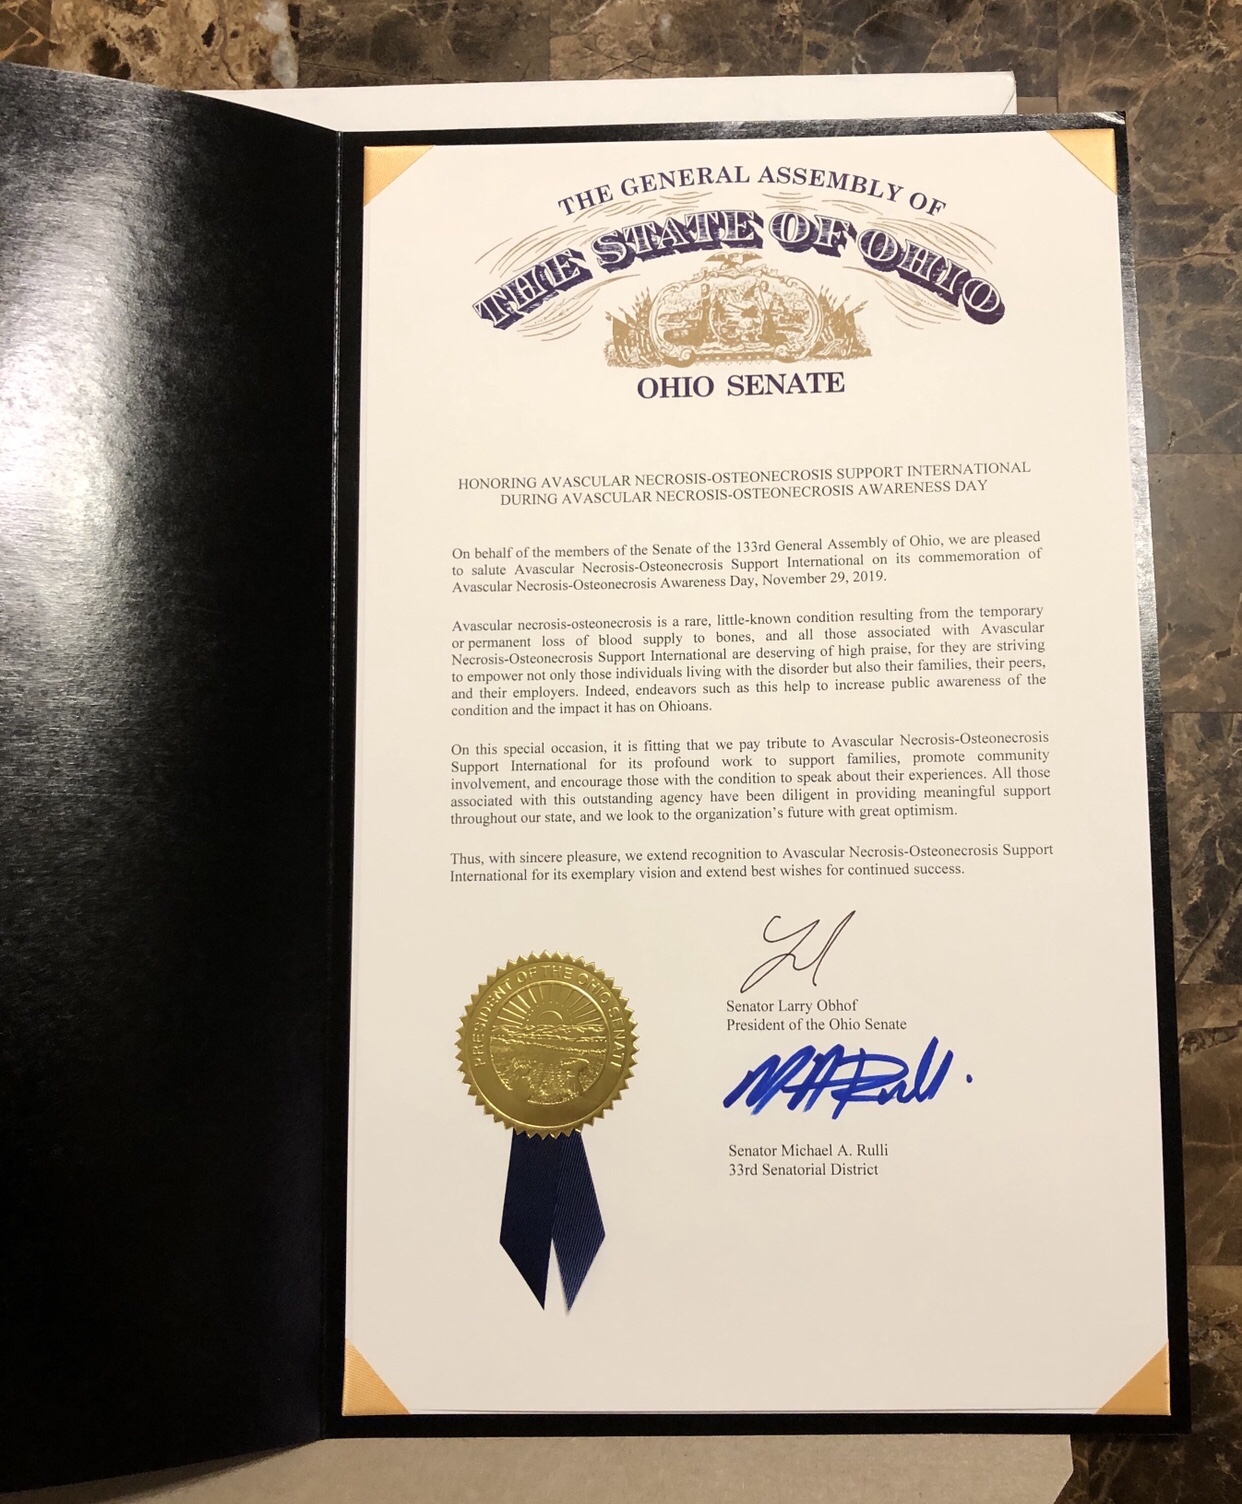 THE GENERAL ASSEMBLY OF
THE STATE OF OHIO
OHIO SENATE
HONORING AVASCULAR NECROSIS-OSTEONECROSIS SUPPORT INTERNATIONAL
DURING AVASCULAR NECROSIS-OSTEONECROSIS AWARENESS DAY
On behalf of the members of the Senate of the 133rd General Assembly of Ohio, we are pleased
to salute Avascular Necrosis-Osteonecrosis Support International on its commemoration of
Avascular Necrosis-Osteonecrosis Awareness Day, November 29, 2019.
Avascular necrosis-osteonecrosis is a rare, little-known condition resulting from the temporary
or permanent loss of blood supply to bones, and all those associated with Avascular
Necrosis-Osteonecrosis Support International are deserving of high praise, for they are striving
to empower not only those individuals living with the disorder but also their families, their peers,
and their employers. Indeed, endeavors such as this help to increase public awareness of the
condition and the impact it has on Ohioans.
On this special occasion, it is fitting that we pay tribute to Avascular Necrosis-Osteonecrosis
Support International for its profound work to support families, promote community
involvement, and encourage those with the condition to speak about their experiences. All those
associated with this outstanding agency have been diligent in providing meaningful support
throughout our state, and we look to the organization's future with great optimism.
Thus, with sincere pleasure, we extend recognition to Avascular Necrosis-Osteonecrosis Support
International for its exemplary vision and extend best wishes for continued success.
PRESIDENT OF THE OHIO SENATE
Senator Larry Obhof
President of the Ohio Senate
Senator Michael A. Rulli
33rd Senatorial District